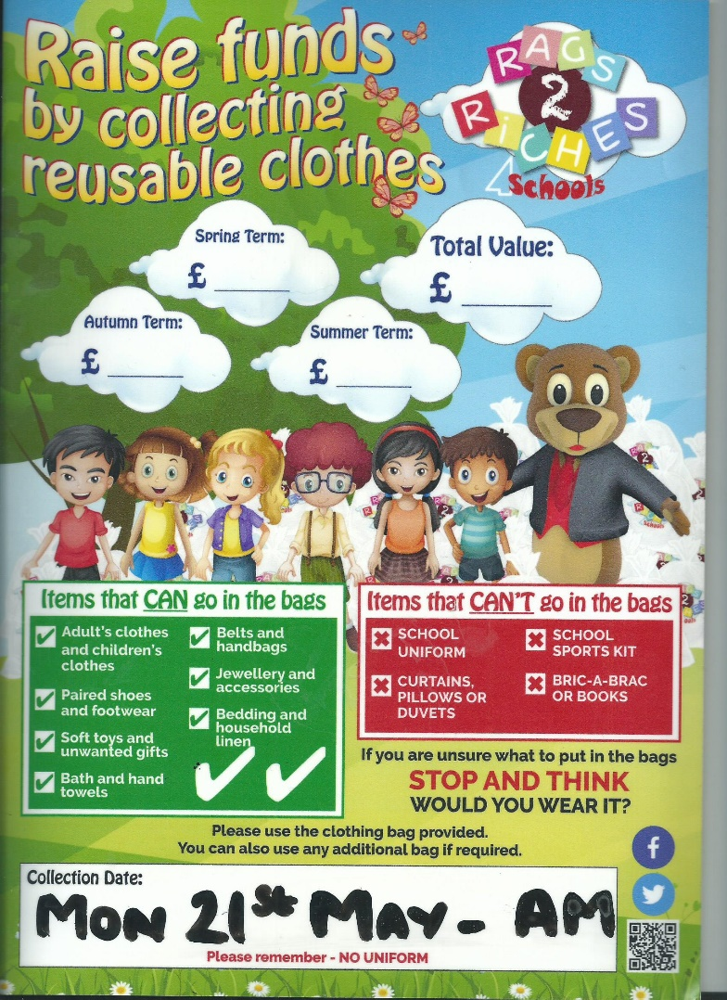 Raise funds
by collecting
reusable clothes
RAGS
2
RiCHES
4 Schools
Spring Term:
£ ________
Total Value:
£ __________
Autumn Term:
£ ________
Summer Term:
£ ________
Items that CAN go in the bags
Adult's clothes
and children's
clothes
Paired shoes
and footwear
Soft toys and
unwanted gifts
Bath and hand
towels
Belts and
handbags
Jewellery and
accessories
Bedding and
household
linen
Items that CAN'T go in the bags
SCHOOL
UNIFORM
CURTAINS,
PILLOWS OR
DUVETS
SCHOOL
SPORTS KIT
BRIC-A-BRAC
OR BOOKS
If you are unsure what to put in the bags
STOP AND THINK
WOULD YOU WEAR IT?
Please use the clothing bag provided.
You can also use any additional bag if required.
Collection Date:
MON 21st MAY - AM
Please remember - NO UNIFORM